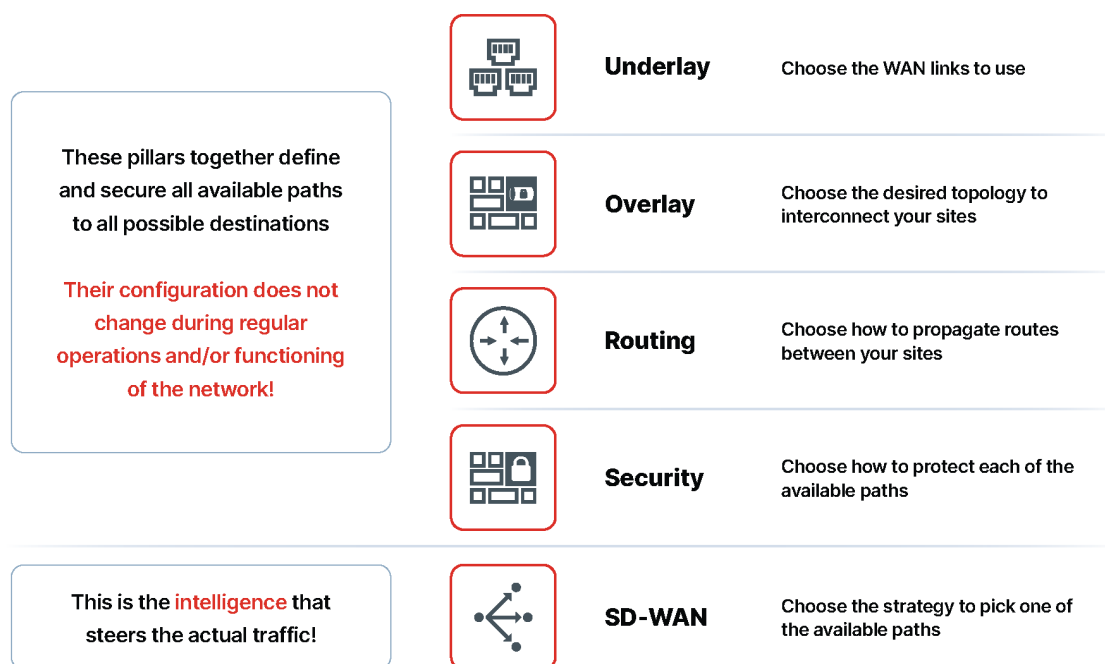 Underlay
Choose the WAN links to use
These pillars together define
and secure all available paths
to all possible destinations
Their configuration does not
change during regular
operations and/or functioning
of the network!
Overlay
Choose the desired topology to
interconnect your sites
Routing
Choose how to propagate routes
between your sites
Security
Choose how to protect each of the
available paths
This is the intelligence that
steers the actual traffic!
SD-WAN
Choose the strategy to pick one of
the available paths